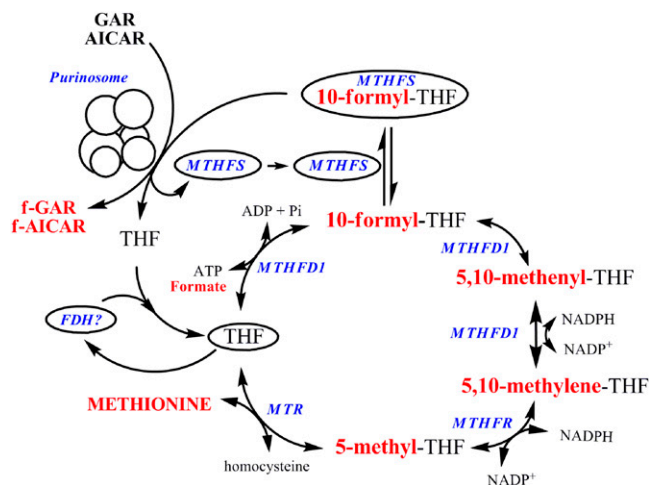 GAR
AICAR
Purinosome
MTHFS
10-formyl-THF
MTHFS
MTHFS
f-GAR
f-AICAR
THF
ADP + Pi
10-formyl-THF
ATP
Formate
MTHFD1
MTHFD1
5,10-methenyl-THF
FDH?
THF
MTHFD1
NADPH
NADP+
METHIONINE
MTR
5,10-methylene-THF
MTHFR
homocysteine
5-methyl-THF
NADPH
NADP+